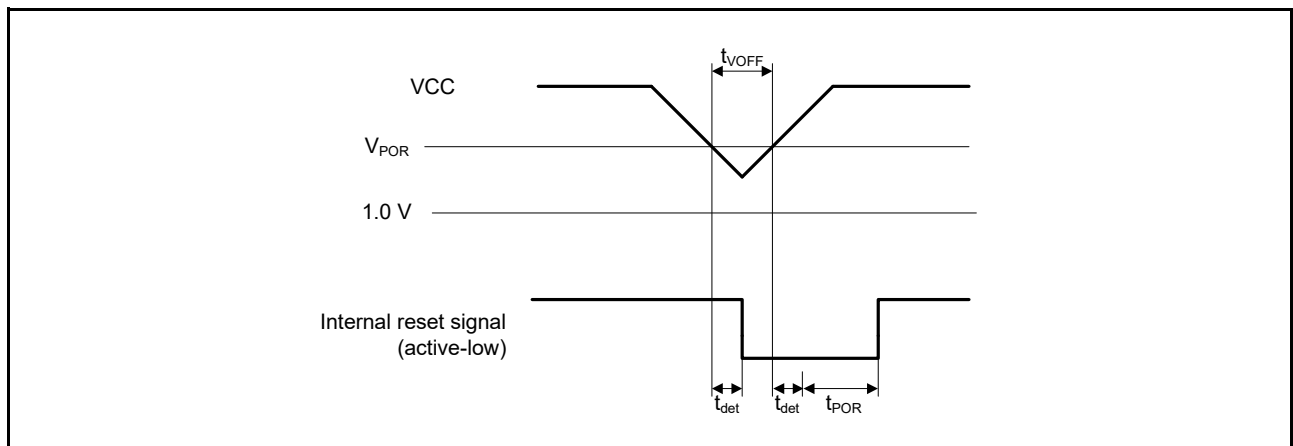 tVOFF
VCC
VPOR
1.0 V
Internal reset signal
(active-low)
tdet
tdet
tPOR